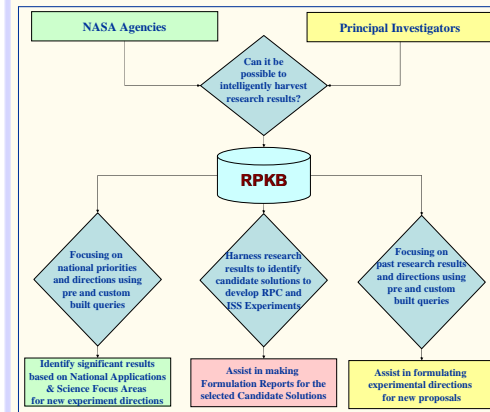 NASA Agencies
Principal Investigators
Can it be
possible to
intelligently harvest
research results?
RPKB
Focusing on
national priorities
and directions using
pre and custom
built queries
Harness research
results to identify
candidate solutions to
develop RPC and
ISS Experiments
Focusing on
past research results
and directions using
pre and custom
built queries
Identify significant results
based on National Applications
& Science Focus Areas
for new experiment directions
Assist in making
Formulation Reports for the
selected Candidate Solutions
Assist in formulating
experimental directions
for new proposals